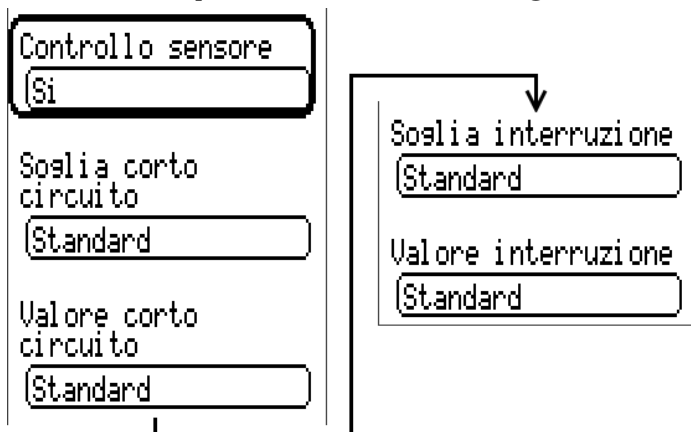 Controllo sensore
Si
Soglia corto
circuito
Standard
Valore corto
circuito
Standard
Soglia interruzione
Standard
Valore interruzione
Standard